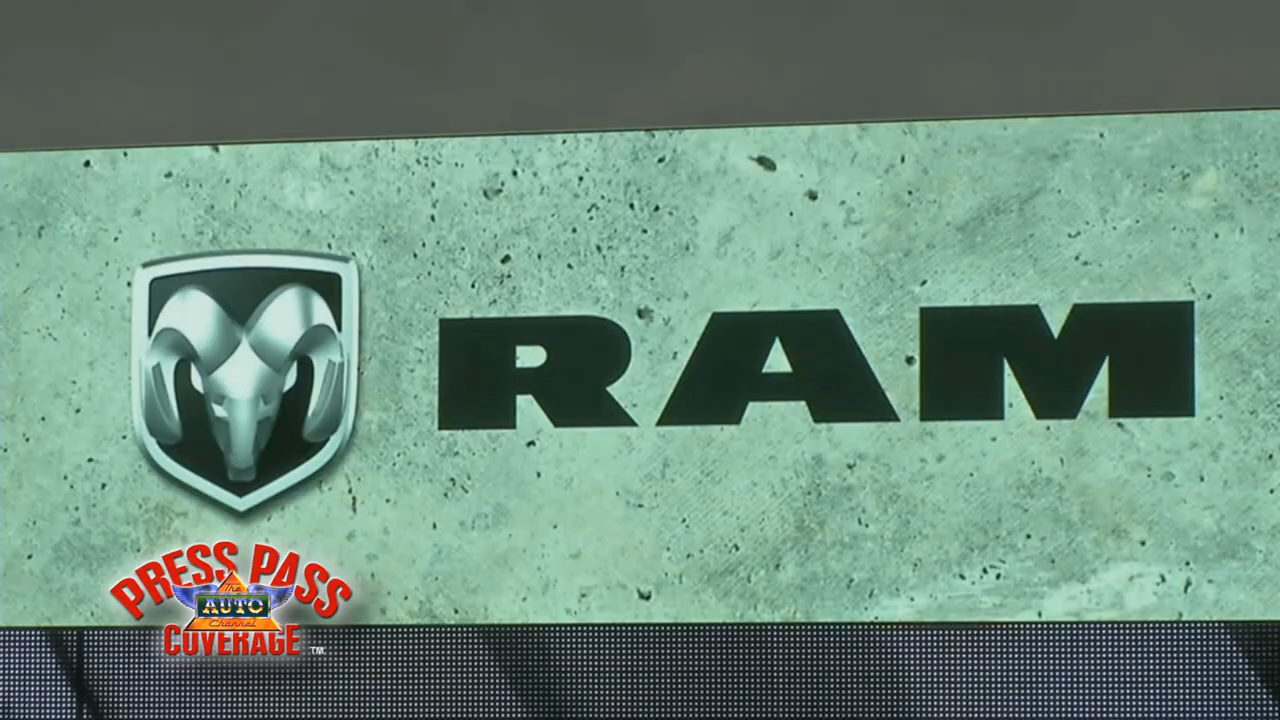 RAM
PRESS PASS
The
AUTO
Channel
COVERAGE ™